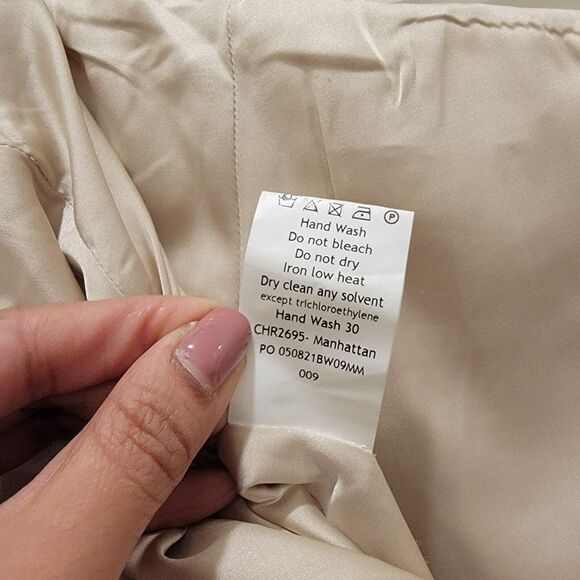 P
Hand Wash
Do not bleach
Do not dry
Iron low heat
Dry clean any solvent
except trichloroethylene
Hand Wash 30
CHR2695- Manhattan
PO 050821BW09MM
009